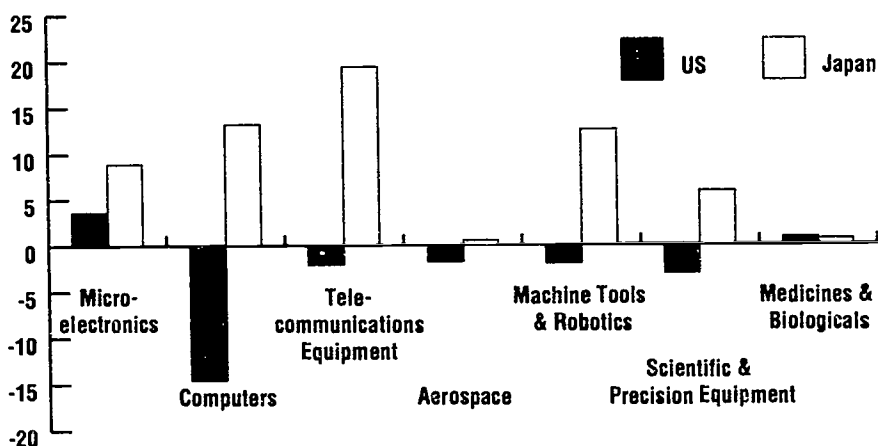 25
20
15
10
5
0
-5
-10
-15
-20
US
Japan
Micro-
electronics
Computers
Tele-
communications
Equipment
Aerospace
Machine Tools
& Robotics
Scientific &
Precision Equipment
Medicines &
Biologicals